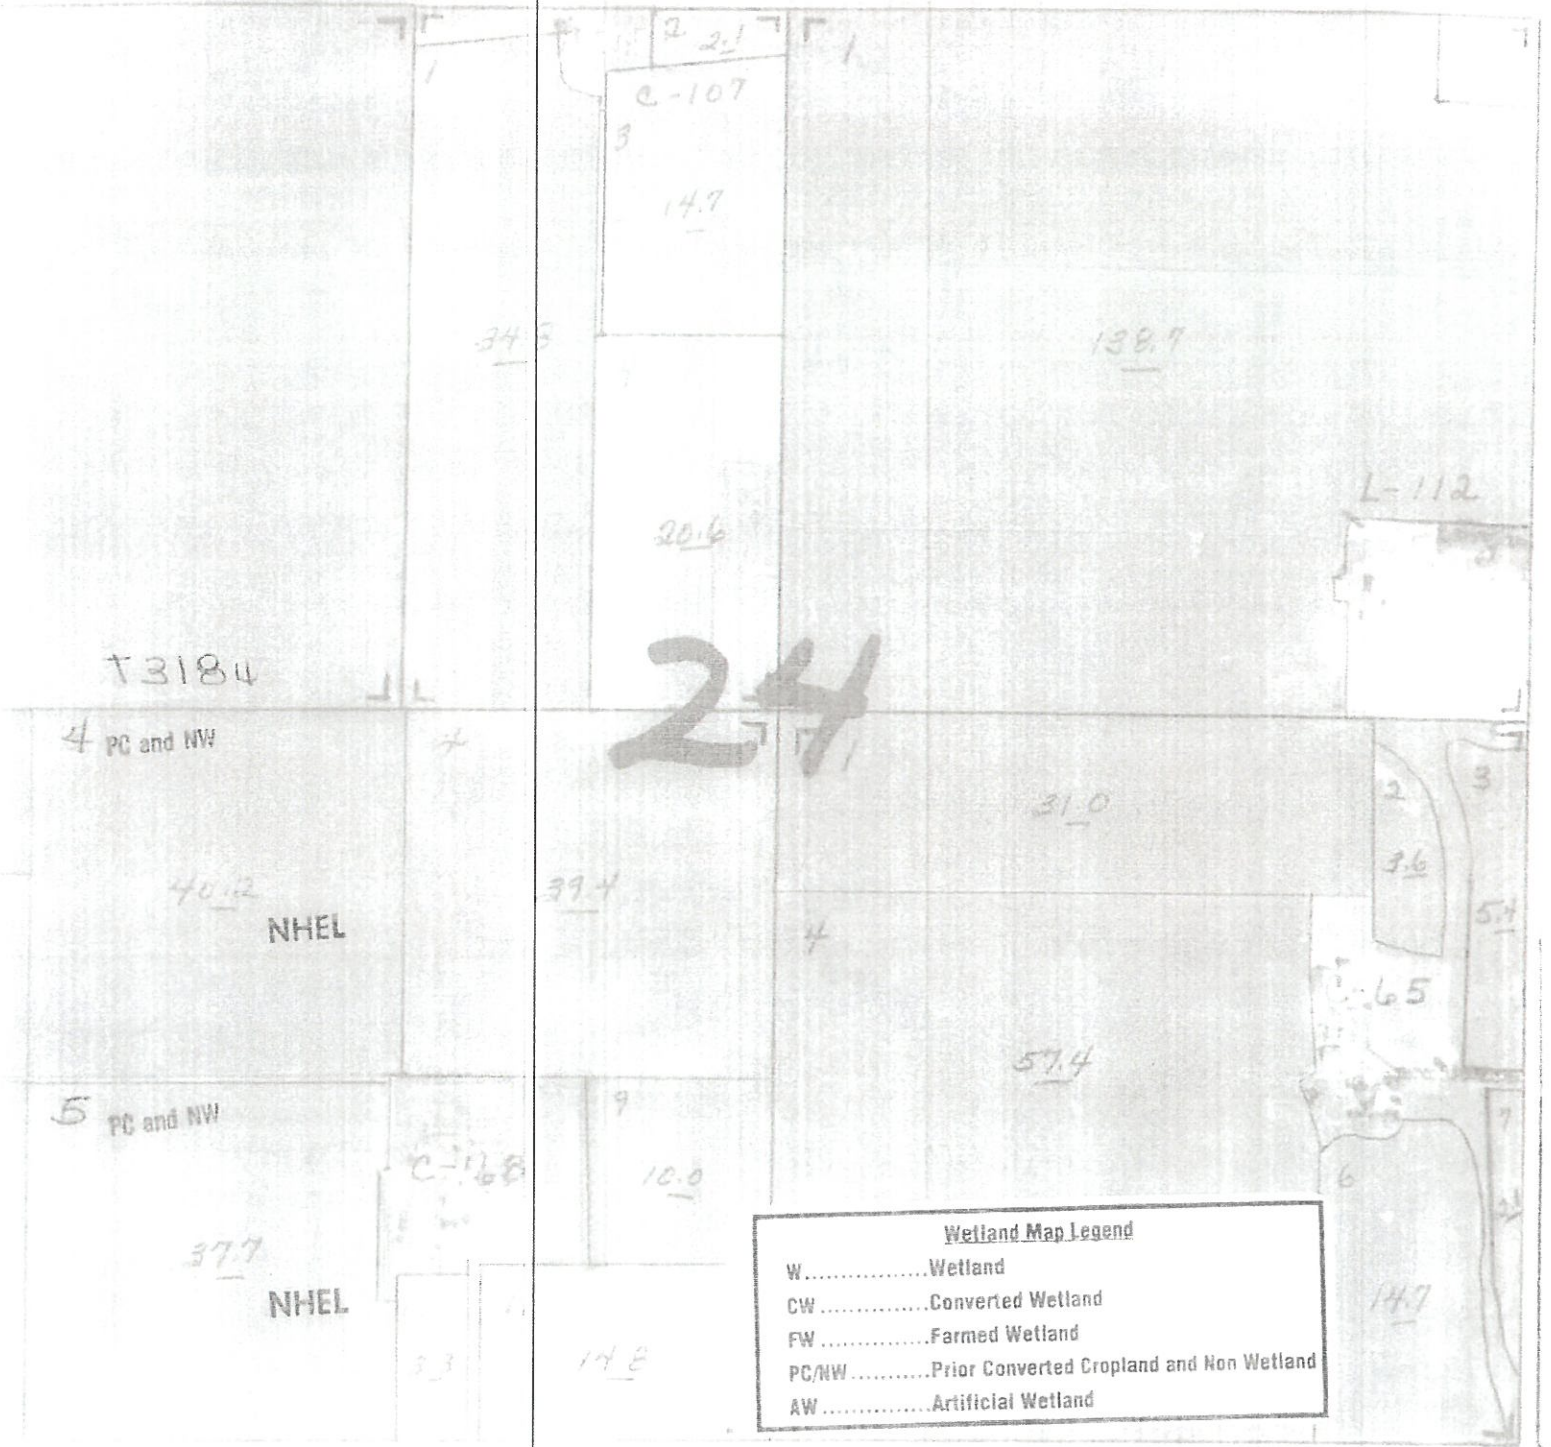 1
2
2.1
1
C-107
3
14.7
138.7
L-112
20.6
T3184
24
4 PC and NW
4
31.0
2
3
3.6
40.2
39.4
5.4
NHEL
4
C-65
57.4
5 PC and NW
9
7
C-168
10.0
6
37.7
NHEL
14.7
3.3
14.8
Wetland Map Legend
W................Wetland
CW...............Converted Wetland
FW...............Farmed Wetland
PC/NW...........Prior Converted Cropland and Non Wetland
AW...............Artificial Wetland